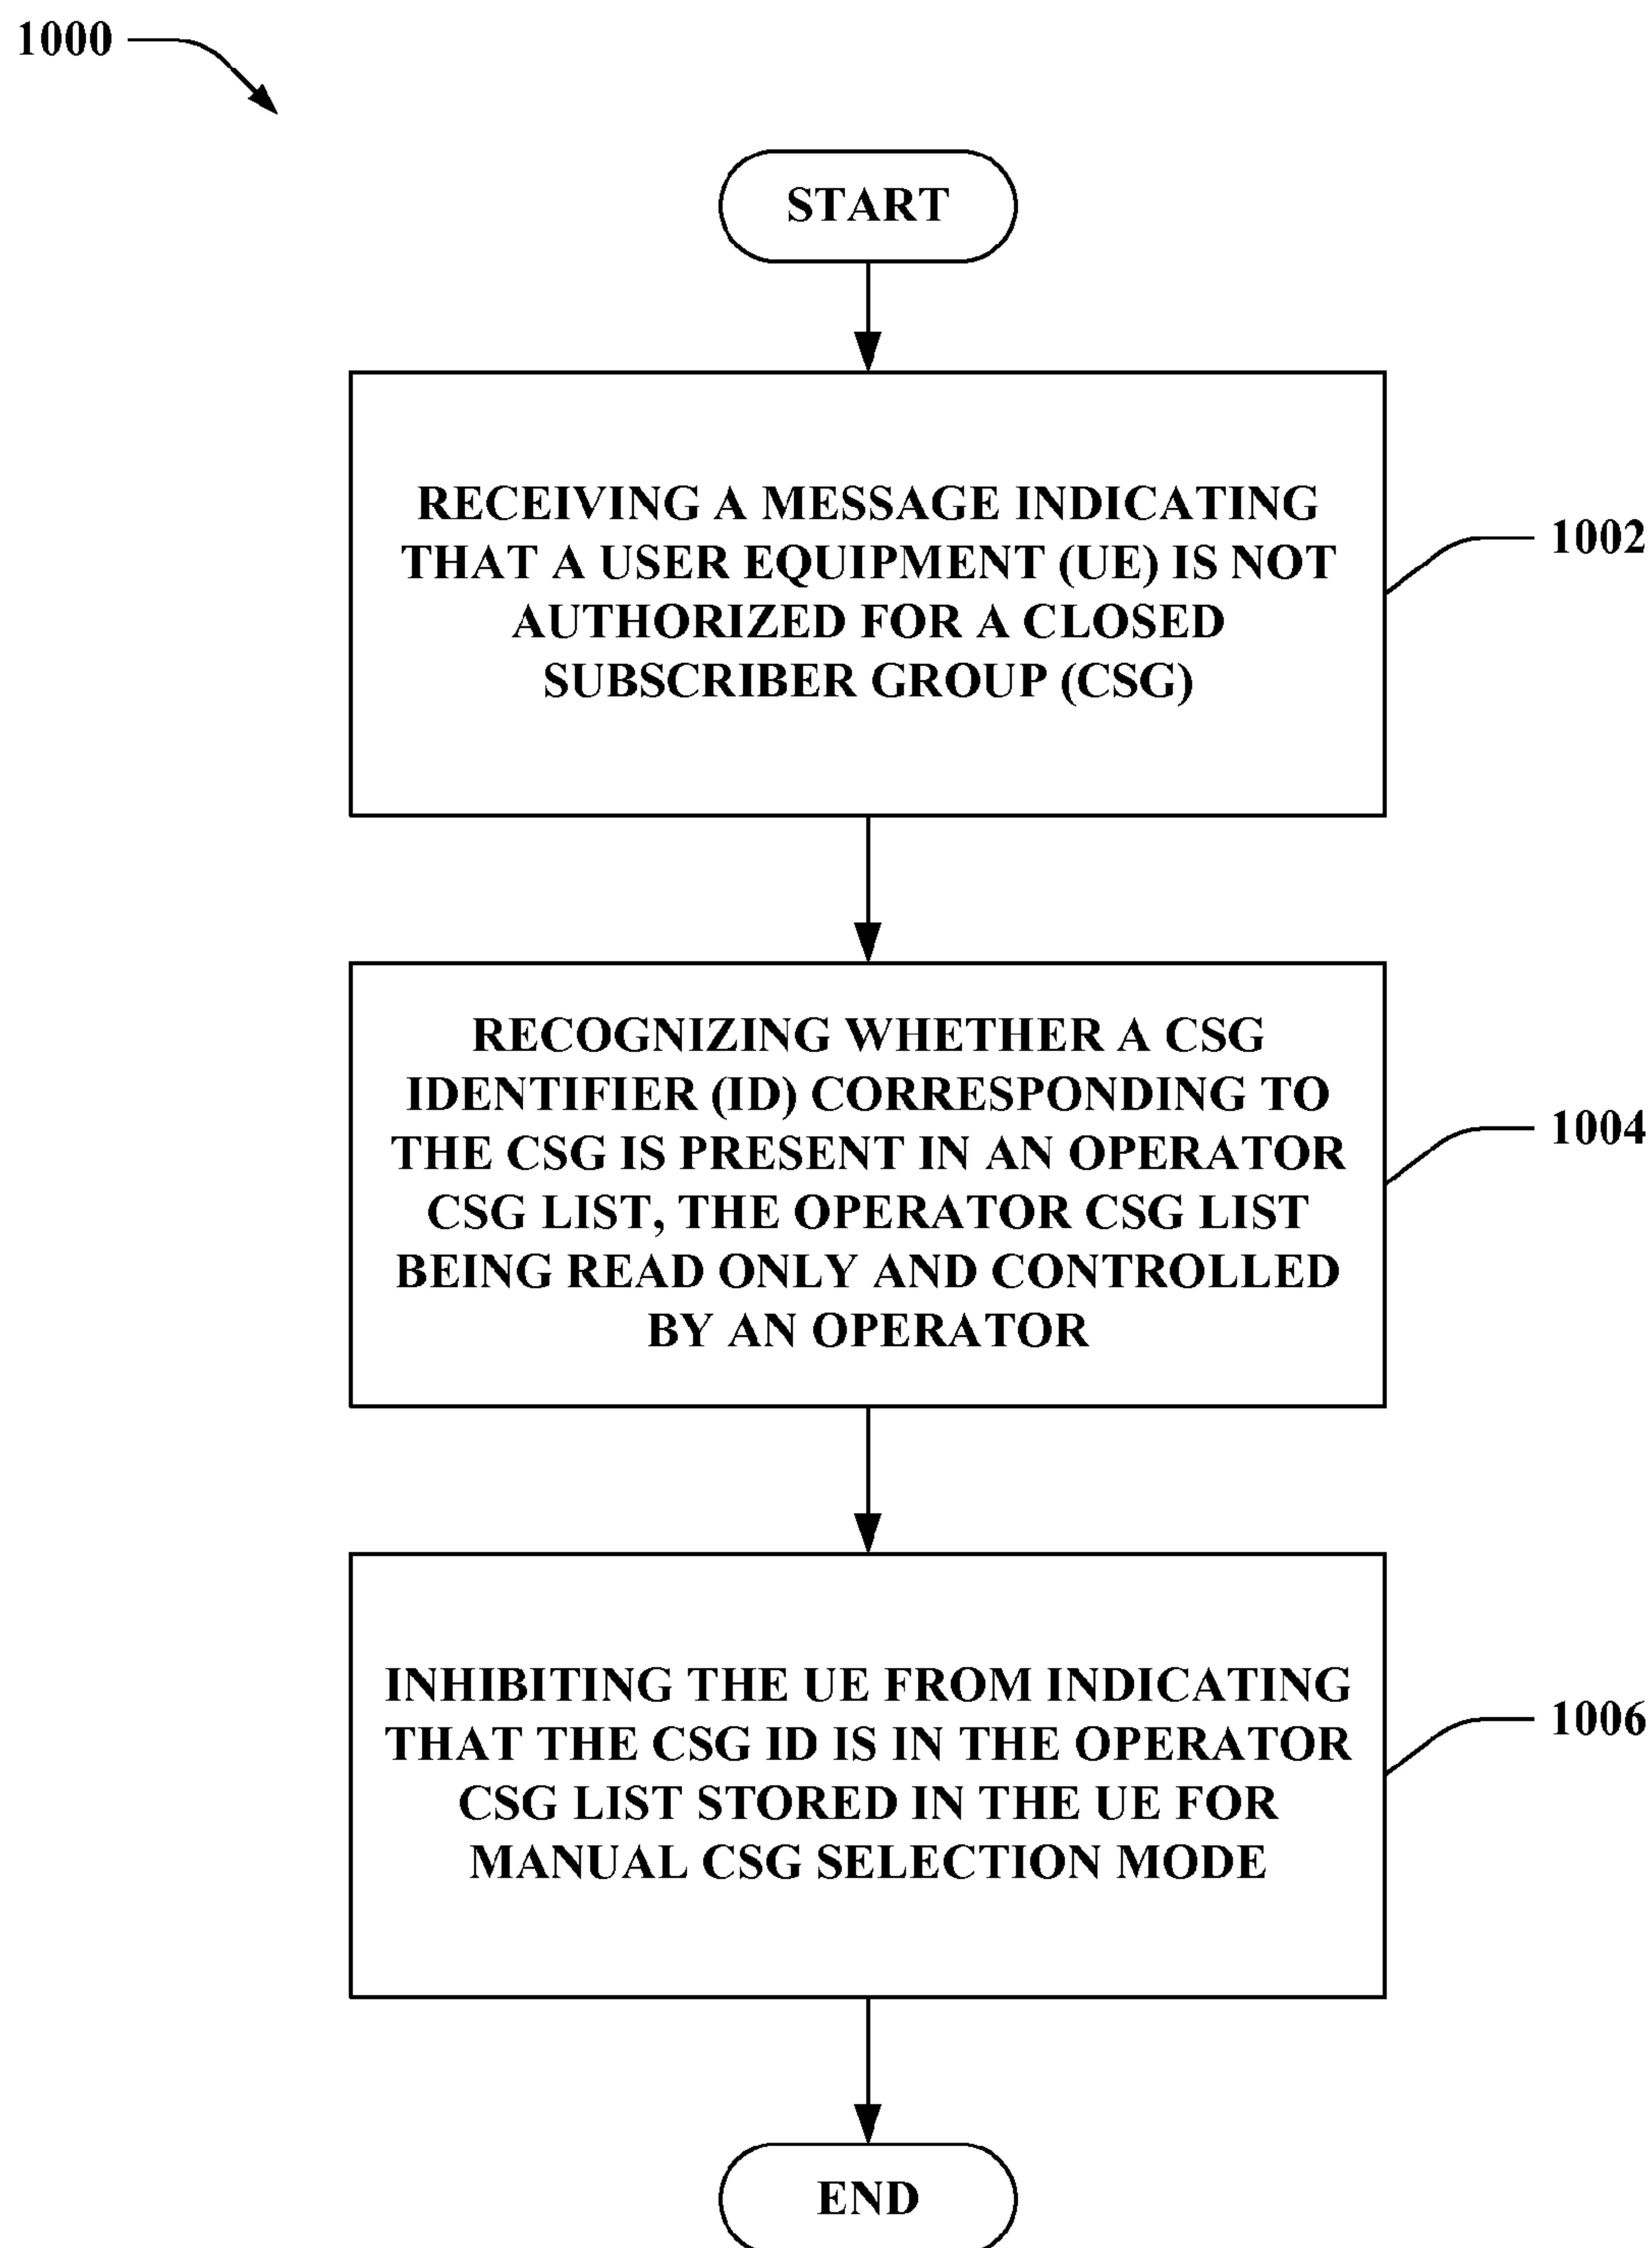 1000
START
RECEIVING A MESSAGE INDICATING
THAT A USER EQUIPMENT (UE) IS NOT
AUTHORIZED FOR A CLOSED
SUBSCRIBER GROUP (CSG)
1002
RECOGNIZING WHETHER A CSG
IDENTIFIER (ID) CORRESPONDING TO
THE CSG IS PRESENT IN AN OPERATOR
CSG LIST, THE OPERATOR CSG LIST
BEING READ ONLY AND CONTROLLED
BY AN OPERATOR
1004
INHIBITING THE UE FROM INDICATING
THAT THE CSG ID IS IN THE OPERATOR
CSG LIST STORED IN THE UE FOR
MANUAL CSG SELECTION MODE
1006
END